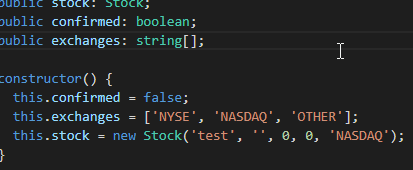 public stock: Stock;
public confirmed: boolean;
public exchanges: string[];
constructor() {
this.confirmed = false;
this.exchanges = ['NYSE', 'NASDAQ', 'OTHER'];
this.stock = new Stock('test', '', 0, 0, 'NASDAQ');
}